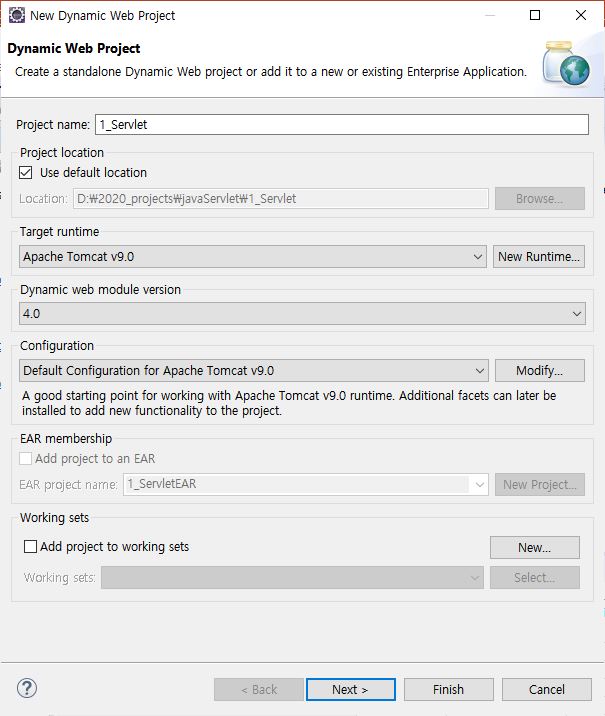 New Dynamic Web Project
Dynamic Web Project
Create a standalone Dynamic Web project or add it to a new or existing Enterprise Application.
Project name: 1_Servlet
Project location
Use default location
Location: D:₩2020_projects₩javaServlet₩1_Servlet Browse...
Target runtime
Apache Tomcat v9.0 New Runtime...
Dynamic web module version
4.0
Configuration
Default Configuration for Apache Tomcat v9.0 Modify...
A good starting point for working with Apache Tomcat v9.0 runtime. Additional facets can later be
installed to add new functionality to the project.
EAR membership
Add project to an EAR
EAR project name: 1_ServletEAR New Project...
Working sets
Add project to working sets New...
Working sets: Select...
? < Back Next > Finish Cancel